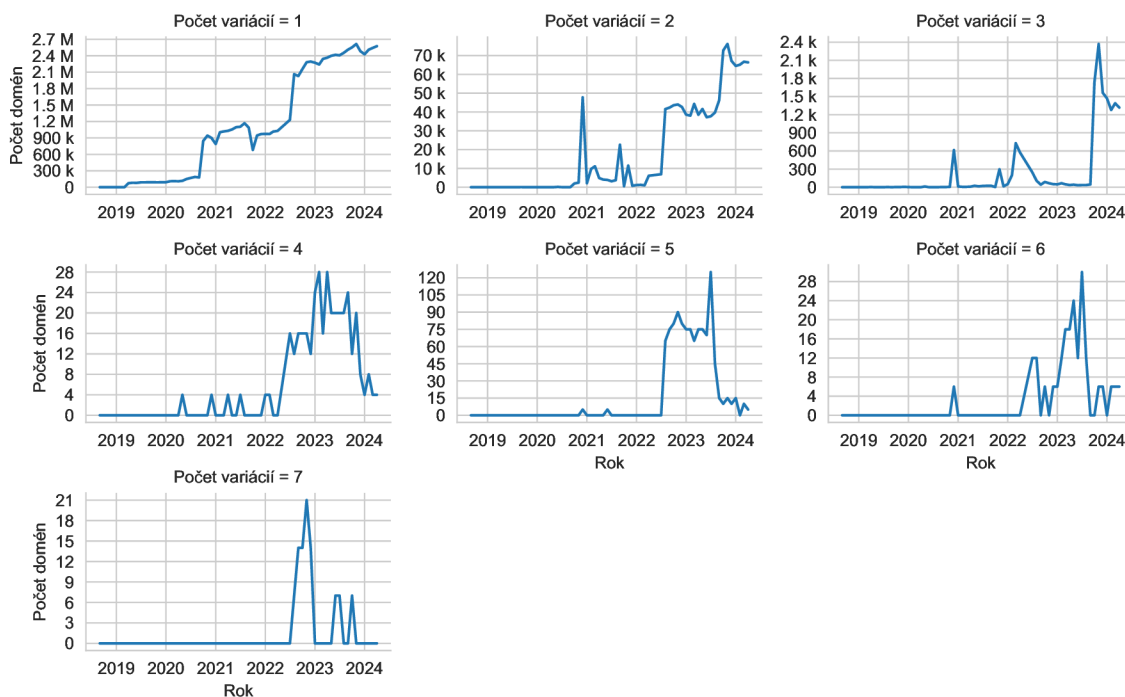 Počet variácií = 1
Počet domén
2.7 M
2.4 M
2.1 M
1.8 M
1.5 M
1.2 M
900 k
600 k
300 k
0
2019 2020 2021 2022 2023 2024
Počet variácií = 2
70 k
60 k
50 k
40 k
30 k
20 k
10 k
0
2019 2020 2021 2022 2023 2024
Počet variácií = 3
2.4 k
2.1 k
1.8 k
1.5 k
1.2 k
900
600
300
0
2019 2020 2021 2022 2023 2024
Počet variácií = 4
Počet domén
28
24
20
16
12
8
4
0
2019 2020 2021 2022 2023 2024
Počet variácií = 5
120
105
90
75
60
45
30
15
0
2019 2020 2021 2022 2023 2024
Rok
Počet variácií = 6
28
24
20
16
12
8
4
0
2019 2020 2021 2022 2023 2024
Rok
Počet variácií = 7
Počet domén
21
18
15
12
9
6
3
0
2019 2020 2021 2022 2023 2024
Rok